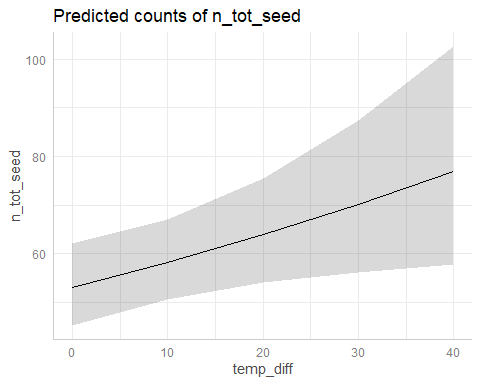 Predicted counts of n_tot_seed
100
80
60
n_tot_seed
0 10 20 30 40
temp_diff